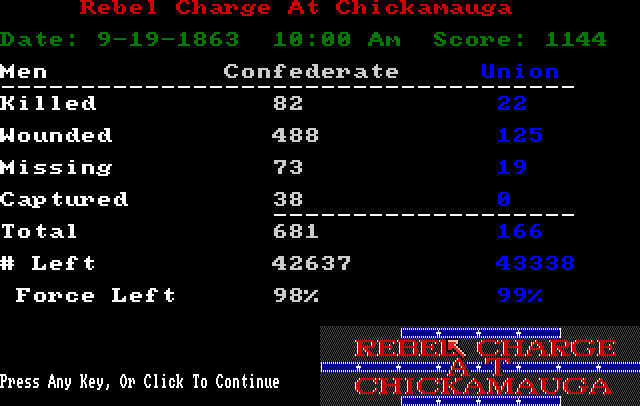 Rebel Charge At Chickamauga
Date: 9-19-1863 10:00 Am Score: 1144
Men Confederate Union
Killed 82 22
Wounded 488 125
Missing 73 19
Captured 38 0
Total 681 166
# Left 42637 43338
Force Left 98% 99%
REBEL CHARGE
AT
CHICKAMAUGA
Press Any Key, Or Click To Continue